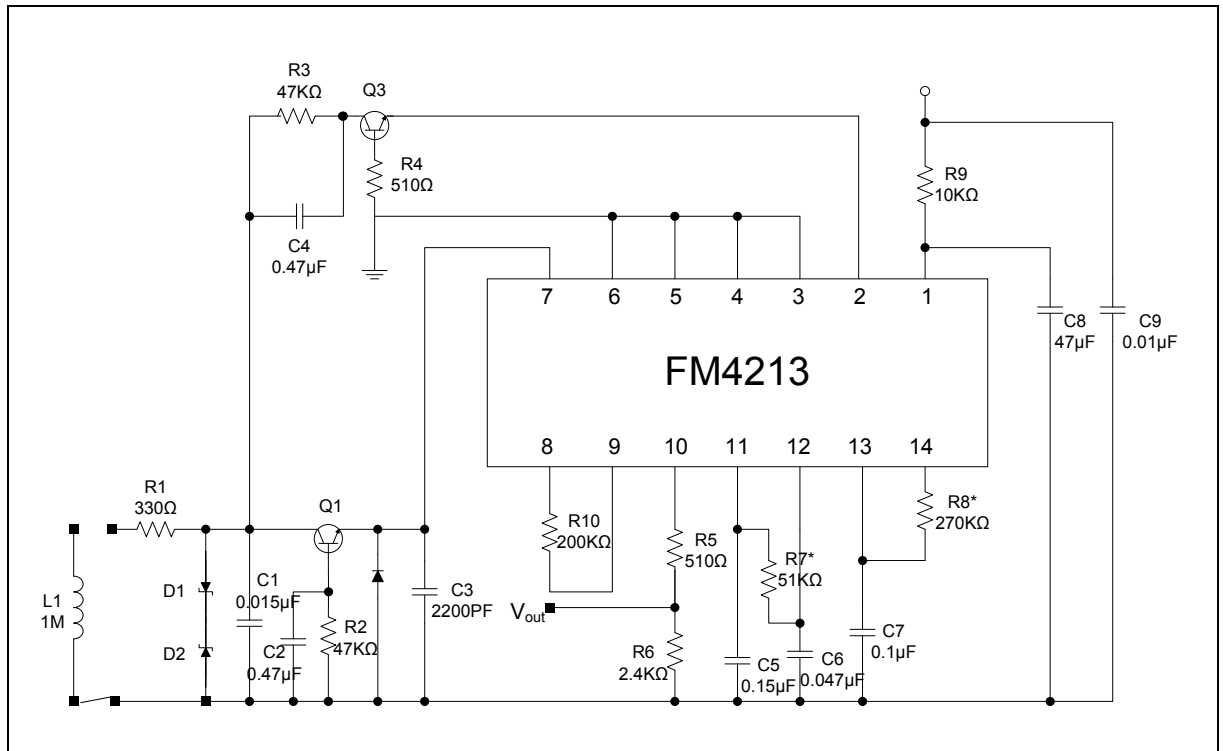 R3
47KΩ
Q3
R4
510Ω
R9
10KΩ
C4
0.47µF
7 6 5 4 3 2 1
C8
47µF
C9
0.01µF
FM4213
8 9 10 11 12 13 14
R1
330Ω
Q1
R10
200KΩ
R5
510Ω
R7*
51KΩ
R8*
270KΩ
L1
1M
D1
D2
C1
0.015µF
C2
0.47µF
R2
47KΩ
C3
2200PF
Vout
R6
2.4KΩ
C5
0.15µF
C6
0.047µF
C7
0.1µF